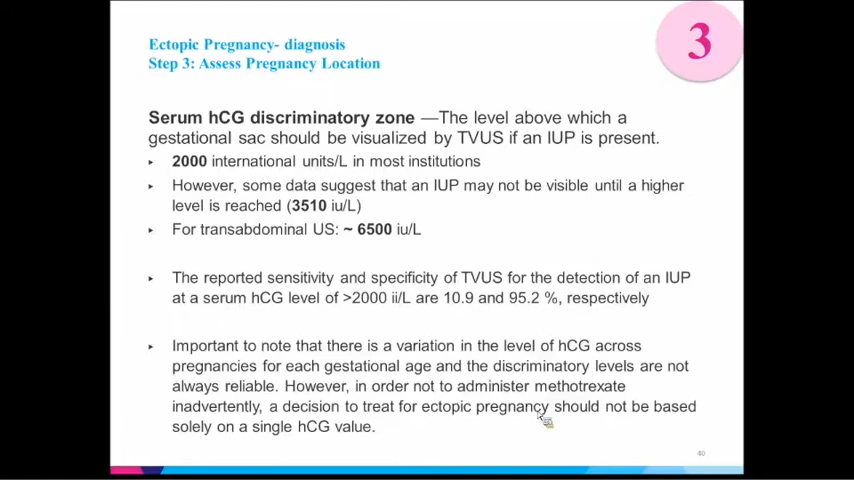 Ectopic Pregnancy- diagnosis
3
Step 3: Assess Pregnancy Location
Serum hCG discriminatory zone —The level above which a
gestational sac should be visualized by TVUS if an IUP is present.
▸ 2000 international units/L in most institutions
▸ However, some data suggest that an IUP may not be visible until a higher
level is reached (3510 iu/L)
▸ For transabdominal US: ~ 6500 iu/L
▸ The reported sensitivity and specificity of TVUS for the detection of an IUP
at a serum hCG level of >2000 ii/L are 10.9 and 95.2 %, respectively
▸ Important to note that there is a variation in the level of hCG across
pregnancies for each gestational age and the discriminatory levels are not
always reliable. However, in order not to administer methotrexate
inadvertently, a decision to treat for ectopic pregnancy should not be based
solely on a single hCG value.
40